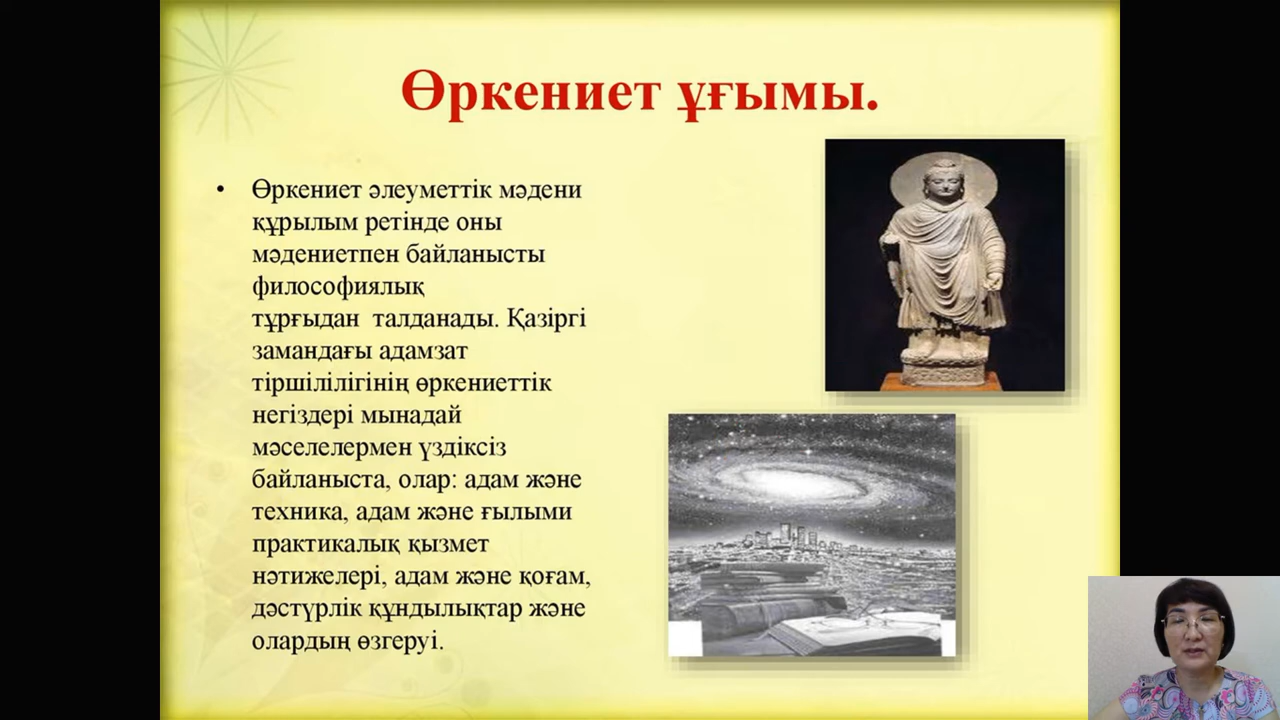 Өркениет ұғымы.
• Өркениет әлеуметтік мәдени
құрылым ретінде оны
мәдениетпен байланысты
философиялық
тұрғыдан  талданады. Қазіргі
замандағы адамзат
тіршілілігінің өркениеттік
негіздері мынадай
мәселелермен үздіксіз
байланыста, олар: адам және
техника, адам және ғылыми
практикалық қызмет
нәтижелері, адам және қоғам,
дәстүрлік құндылықтар және
олардың өзгеруі.